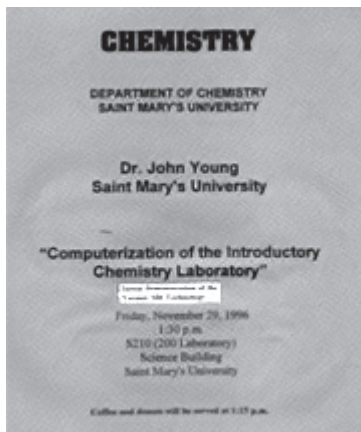 CHEMISTRY
DEPARTMENT OF CHEMISTRY
SAINT MARY'S UNIVERSITY
Dr. John Young
Saint Mary's University
"Computerization of the Introductory
Chemistry Laboratory"
of the
Friday, November 29, 1996
1:30 p.m.
S210 (200 Laboratory)
Science Building
Saint Mary's University
Coffee and donuts will be served at 1:15 p.m.